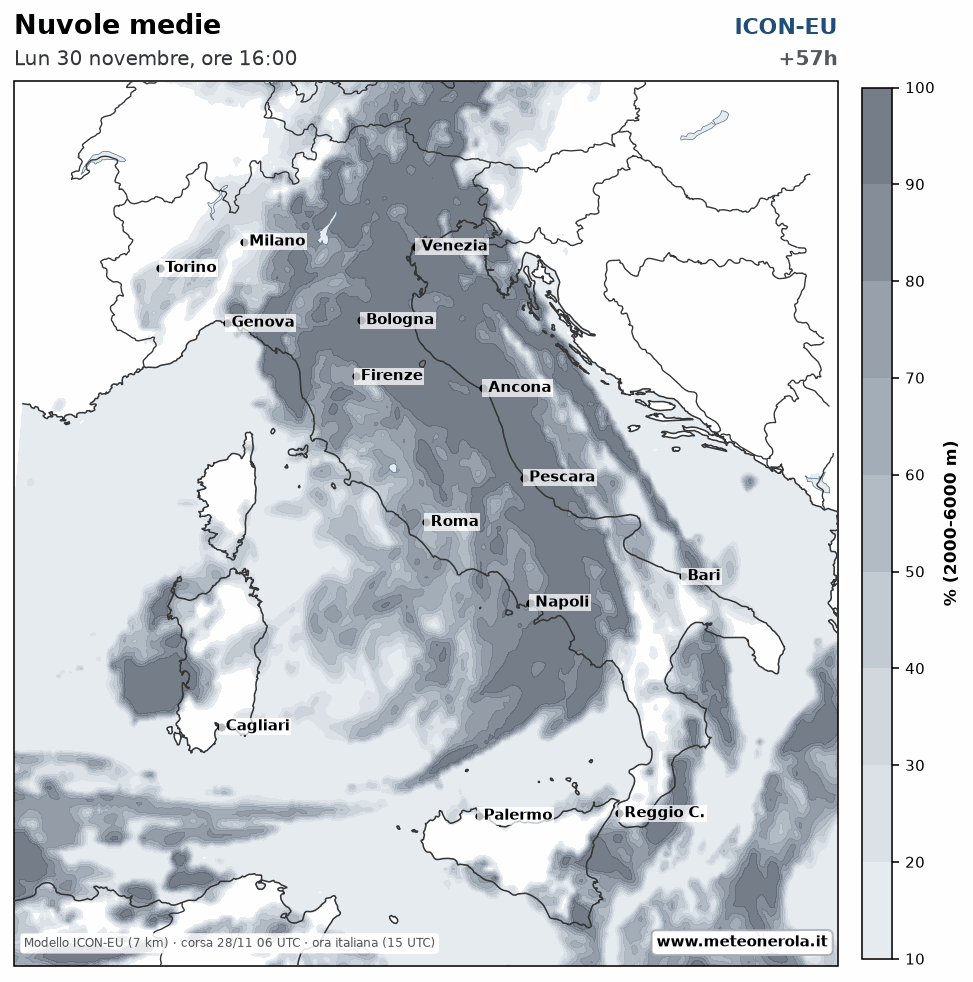 Nuvole medie
ICON-EU
Lun 30 novembre, ore 16:00
+57h
Milano
Venezia
Torino
Genova
Bologna
Firenze
Ancona
Pescara
Roma
Bari
Napoli
Cagliari
Palermo
Reggio C.
Modello ICON-EU (7 km) · corsa 28/11 06 UTC · ora italiana (15 UTC)
www.meteonerola.it
100
90
80
70
60
50
40
30
20
10
% (2000-6000 m)